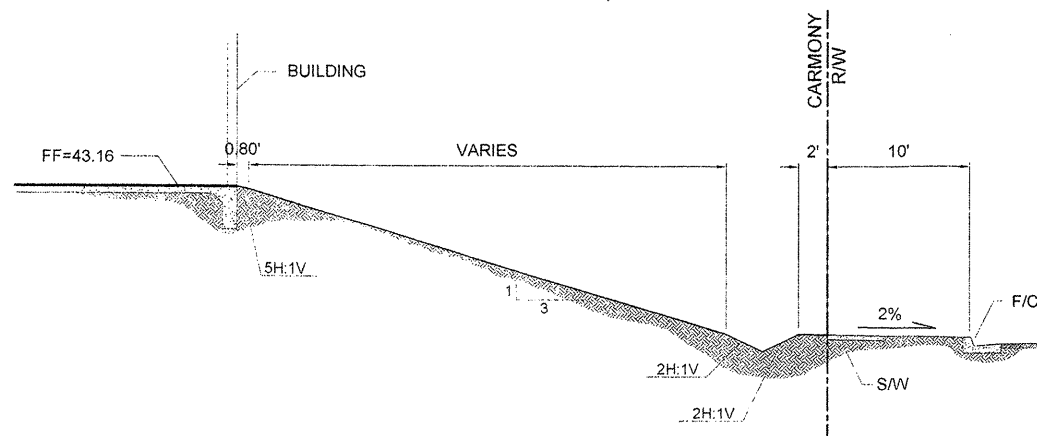 CARMONY
R/W
BUILDING
FF=43.16
0.80'
VARIES
2'
10'
5H:1V
1
3
2%
F/C
2H:1V
S/W
2H:1V